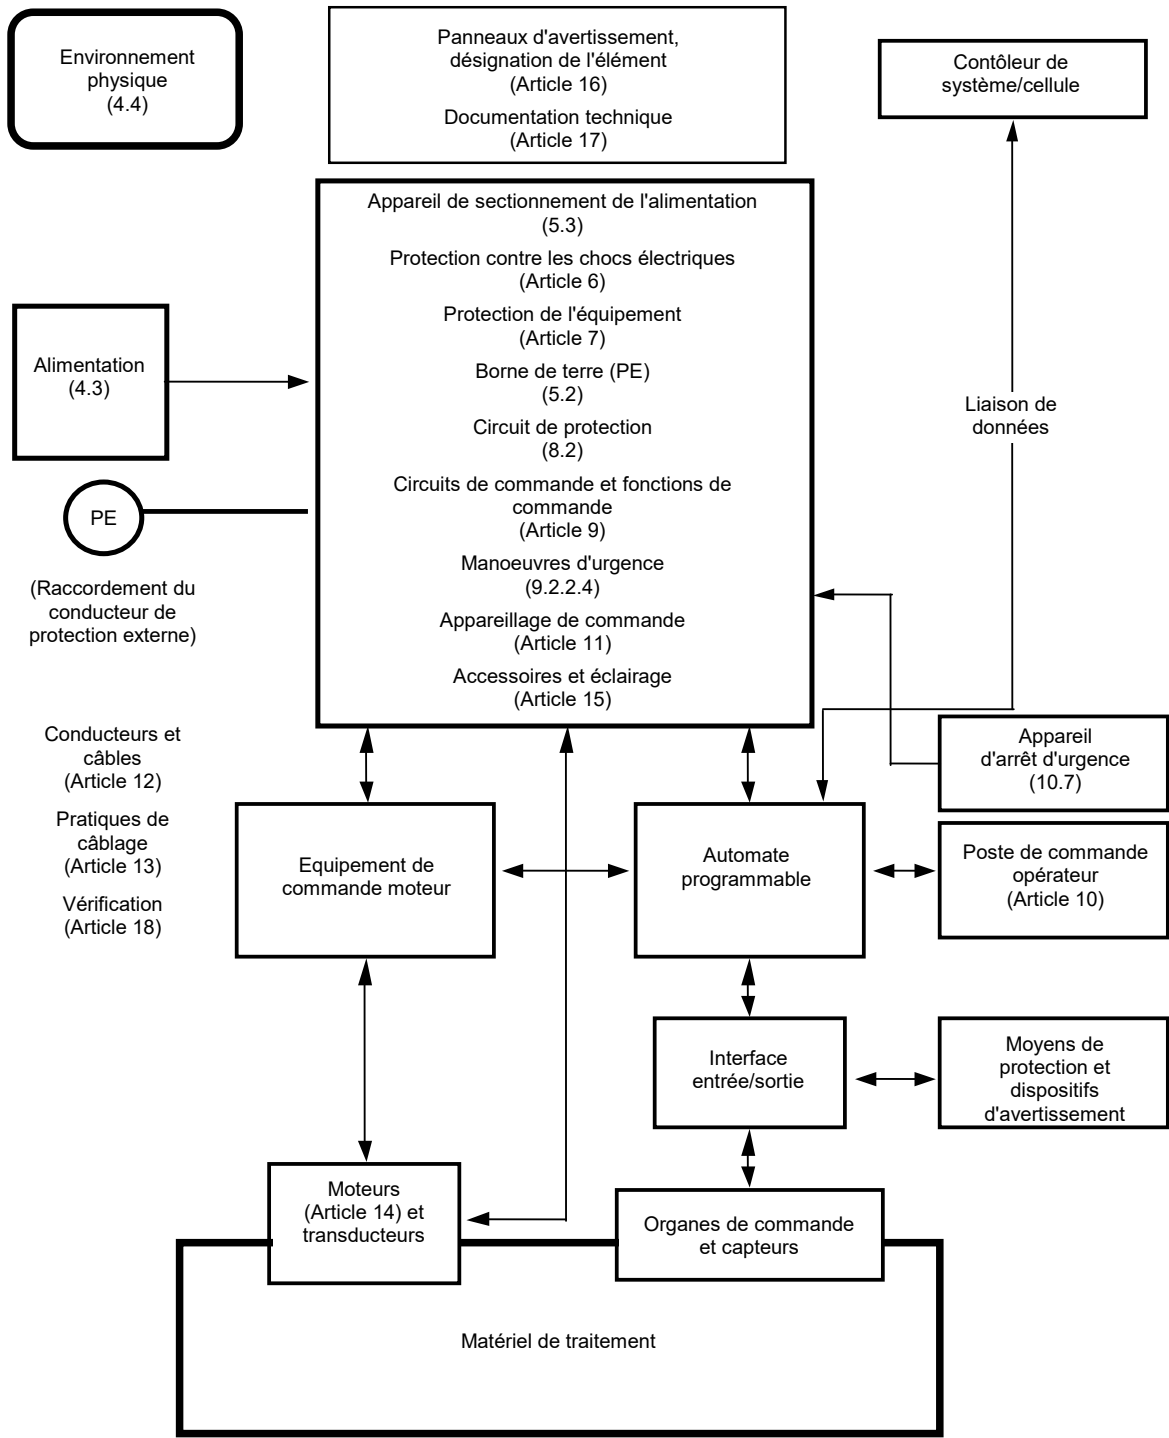 Environnement
physique
(4.4)
Panneaux d'avertissement,
désignation de l'élément
(Article 16)
Documentation technique
(Article 17)
Contôleur de
système/cellule
Appareil de sectionnement de l'alimentation
(5.3)
Protection contre les chocs électriques
(Article 6)
Protection de l'équipement
(Article 7)
Borne de terre (PE)
(5.2)
Circuit de protection
(8.2)
Circuits de commande et fonctions de
commande
(Article 9)
Manoeuvres d'urgence
(9.2.2.4)
Appareillage de commande
(Article 11)
Accessoires et éclairage
(Article 15)
Alimentation
(4.3)
PE
(Raccordement du
conducteur de
protection externe)
Liaison de
données
Conducteurs et
câbles
(Article 12)
Pratiques de
câblage
(Article 13)
Vérification
(Article 18)
Appareil
d'arrêt d'urgence
(10.7)
Equipement de
commande moteur
Automate
programmable
Poste de commande
opérateur
(Article 10)
Interface
entrée/sortie
Moyens de
protection et
dispositifs
d'avertissement
Moteurs
(Article 14) et
transducteurs
Organes de commande
et capteurs
Matériel de traitement